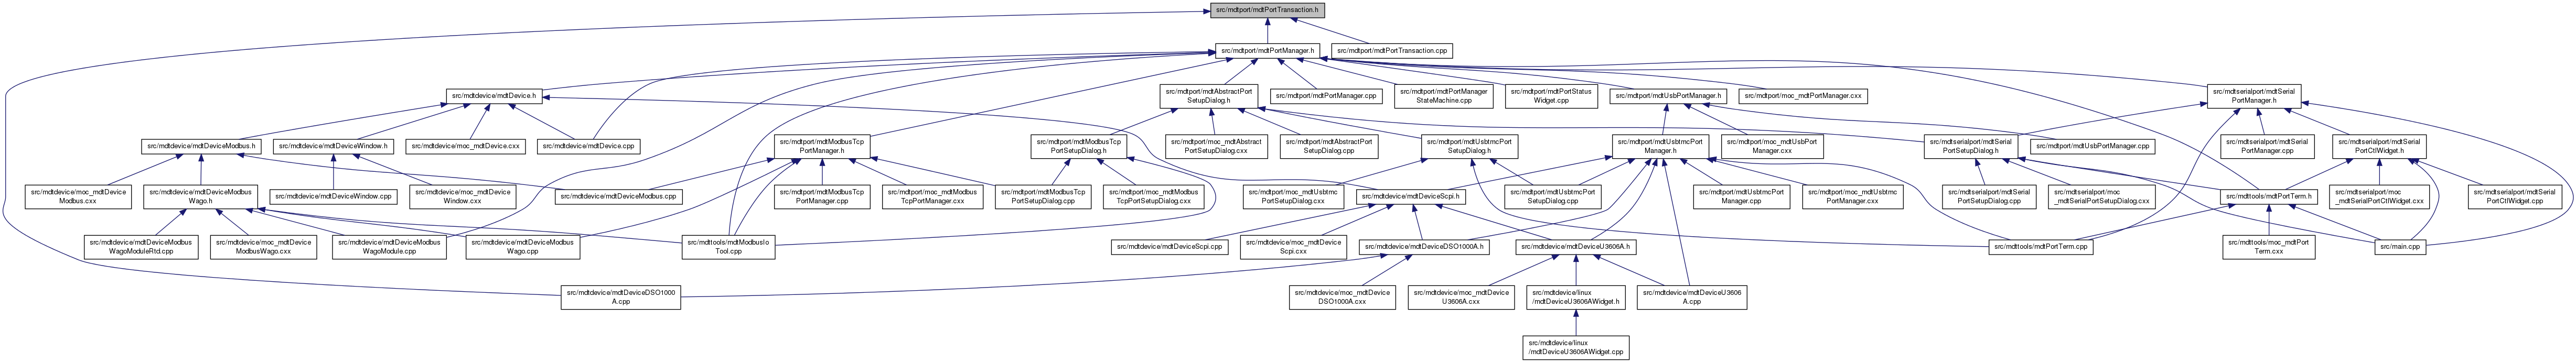 src/mdtport/mdtPortTransaction.h
src/mdtport/mdtPortManager.h
src/mdtport/mdtPortTransaction.cpp
src/mdtdevice/mdtDevice.h
src/mdtport/mdtAbstractPort
SetupDialog.h
src/mdtport/mdtPortManager.cpp
src/mdtport/mdtPortManager
StateMachine.cpp
src/mdtport/mdtPortStatus
Widget.cpp
src/mdtport/mdtUsbPortManager.h
src/mdtport/moc_mdtPortManager.cxx
src/mdtserialport/mdtSerial
PortManager.h
src/mdtdevice/mdtDeviceModbus.h
src/mdtdevice/mdtDeviceWindow.h
src/mdtdevice/moc_mdtDevice.cxx
src/mdtdevice/mdtDevice.cpp
src/mdtport/mdtModbusTcp
PortManager.h
src/mdtport/mdtModbusTcp
PortSetupDialog.h
src/mdtport/moc_mdtAbstract
PortSetupDialog.cxx
src/mdtport/mdtAbstractPort
SetupDialog.cpp
src/mdtport/mdtUsbtmcPort
SetupDialog.h
src/mdtport/mdtUsbtmcPort
Manager.h
src/mdtport/moc_mdtUsbPort
Manager.cxx
src/mdtserialport/mdtSerial
PortSetupDialog.h
src/mdtport/mdtUsbPortManager.cpp
src/mdtserialport/mdtSerial
PortManager.cpp
src/mdtserialport/mdtSerial
PortCtlWidget.h
src/mdtdevice/moc_mdtDevice
Modbus.cxx
src/mdtdevice/mdtDeviceModbus
Wago.h
src/mdtdevice/mdtDeviceWindow.cpp
src/mdtdevice/moc_mdtDevice
Window.cxx
src/mdtdevice/mdtDeviceModbus.cpp
src/mdtport/mdtModbusTcp
PortManager.cpp
src/mdtport/moc_mdtModbus
TcpPortManager.cxx
src/mdtport/mdtModbusTcp
PortSetupDialog.cpp
src/mdtport/moc_mdtModbus
TcpPortSetupDialog.cxx
src/mdtport/moc_mdtUsbtmc
PortSetupDialog.cxx
src/mdtdevice/mdtDeviceScpi.h
src/mdtport/mdtUsbtmcPort
SetupDialog.cpp
src/mdtport/mdtUsbtmcPort
Manager.cpp
src/mdtport/moc_mdtUsbtmc
PortManager.cxx
src/mdtserialport/mdtSerial
PortSetupDialog.cpp
src/mdtserialport/moc
_mdtSerialPortSetupDialog.cxx
src/mdttools/mdtPortTerm.h
src/mdtserialport/moc
_mdtSerialPortCtlWidget.cxx
src/mdtserialport/mdtSerial
PortCtlWidget.cpp
src/mdtdevice/mdtDeviceModbus
WagoModuleRtd.cpp
src/mdtdevice/moc_mdtDevice
ModbusWago.cxx
src/mdtdevice/mdtDeviceModbus
WagoModule.cpp
src/mdtdevice/mdtDeviceModbus
Wago.cpp
src/mdttools/mdtModbusIo
Tool.cpp
src/mdtdevice/mdtDeviceScpi.cpp
src/mdtdevice/moc_mdtDevice
Scpi.cxx
src/mdtdevice/mdtDeviceDSO1000A.h
src/mdtdevice/mdtDeviceU3606A.h
src/mdttools/mdtPortTerm.cpp
src/mdttools/moc_mdtPort
Term.cxx
src/main.cpp
src/mdtdevice/mdtDeviceDSO1000
A.cpp
src/mdtdevice/moc_mdtDevice
DSO1000A.cxx
src/mdtdevice/moc_mdtDevice
U3606A.cxx
src/mdtdevice/linux
/mdtDeviceU3606AWidget.h
src/mdtdevice/mdtDeviceU3606
A.cpp
src/mdtdevice/linux
/mdtDeviceU3606AWidget.cpp